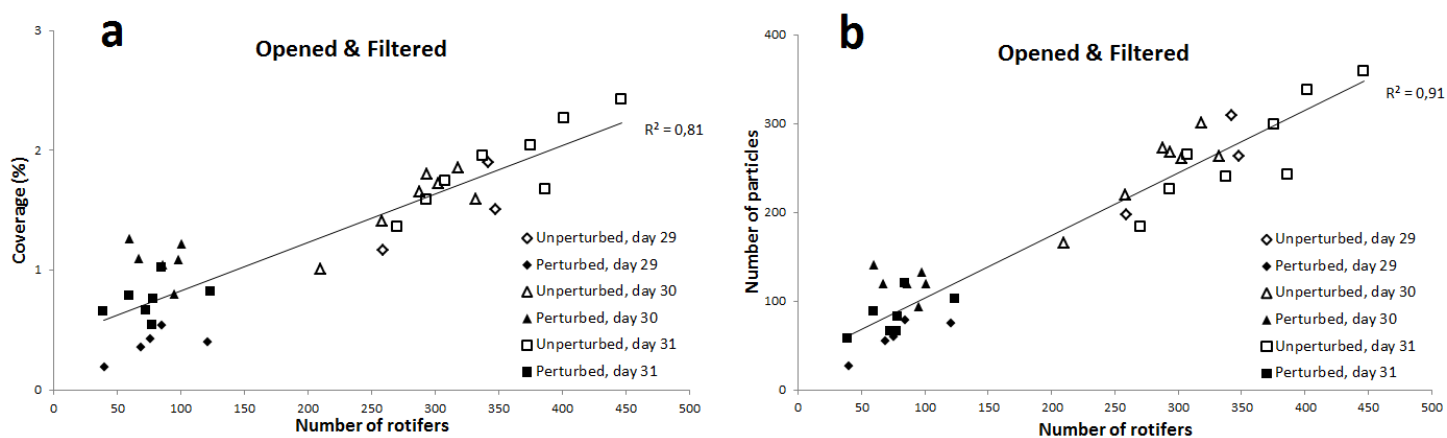 a
Opened & Filtered
3
2
1
0
Coverage (%)
R² = 0,81
Unperturbed, day 29
Perturbed, day 29
Unperturbed, day 30
Perturbed, day 30
Unperturbed, day 31
Perturbed, day 31
0 50 100 150 200 250 300 350 400 450 500
Number of rotifers
b
Opened & Filtered
400
300
200
100
0
Number of particles
R² = 0,91
Unperturbed, day 29
Perturbed, day 29
Unperturbed, day 30
Perturbed, day 30
Unperturbed, day 31
Perturbed, day 31
0 50 100 150 200 250 300 350 400 450 500
Number of rotifers